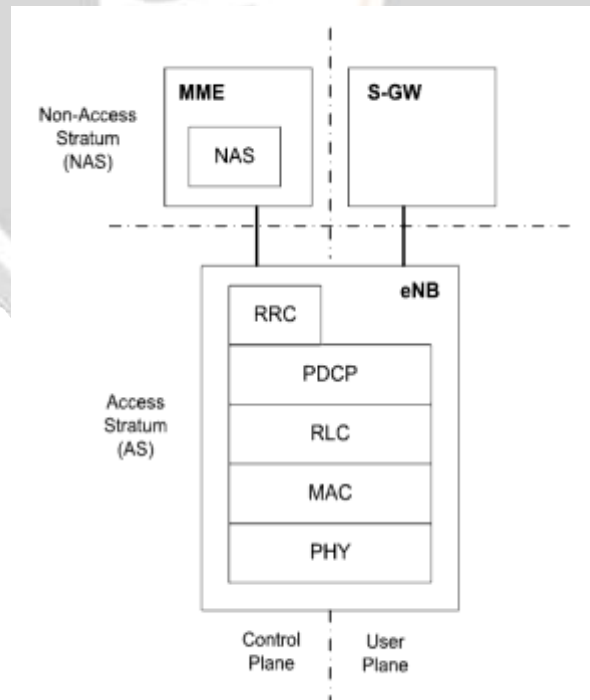 MME
S-GW
Non-Access
Stratum
(NAS)
NAS
eNB
RRC
PDCP
Access
Stratum
(AS)
RLC
MAC
PHY
Control
Plane
User
Plane